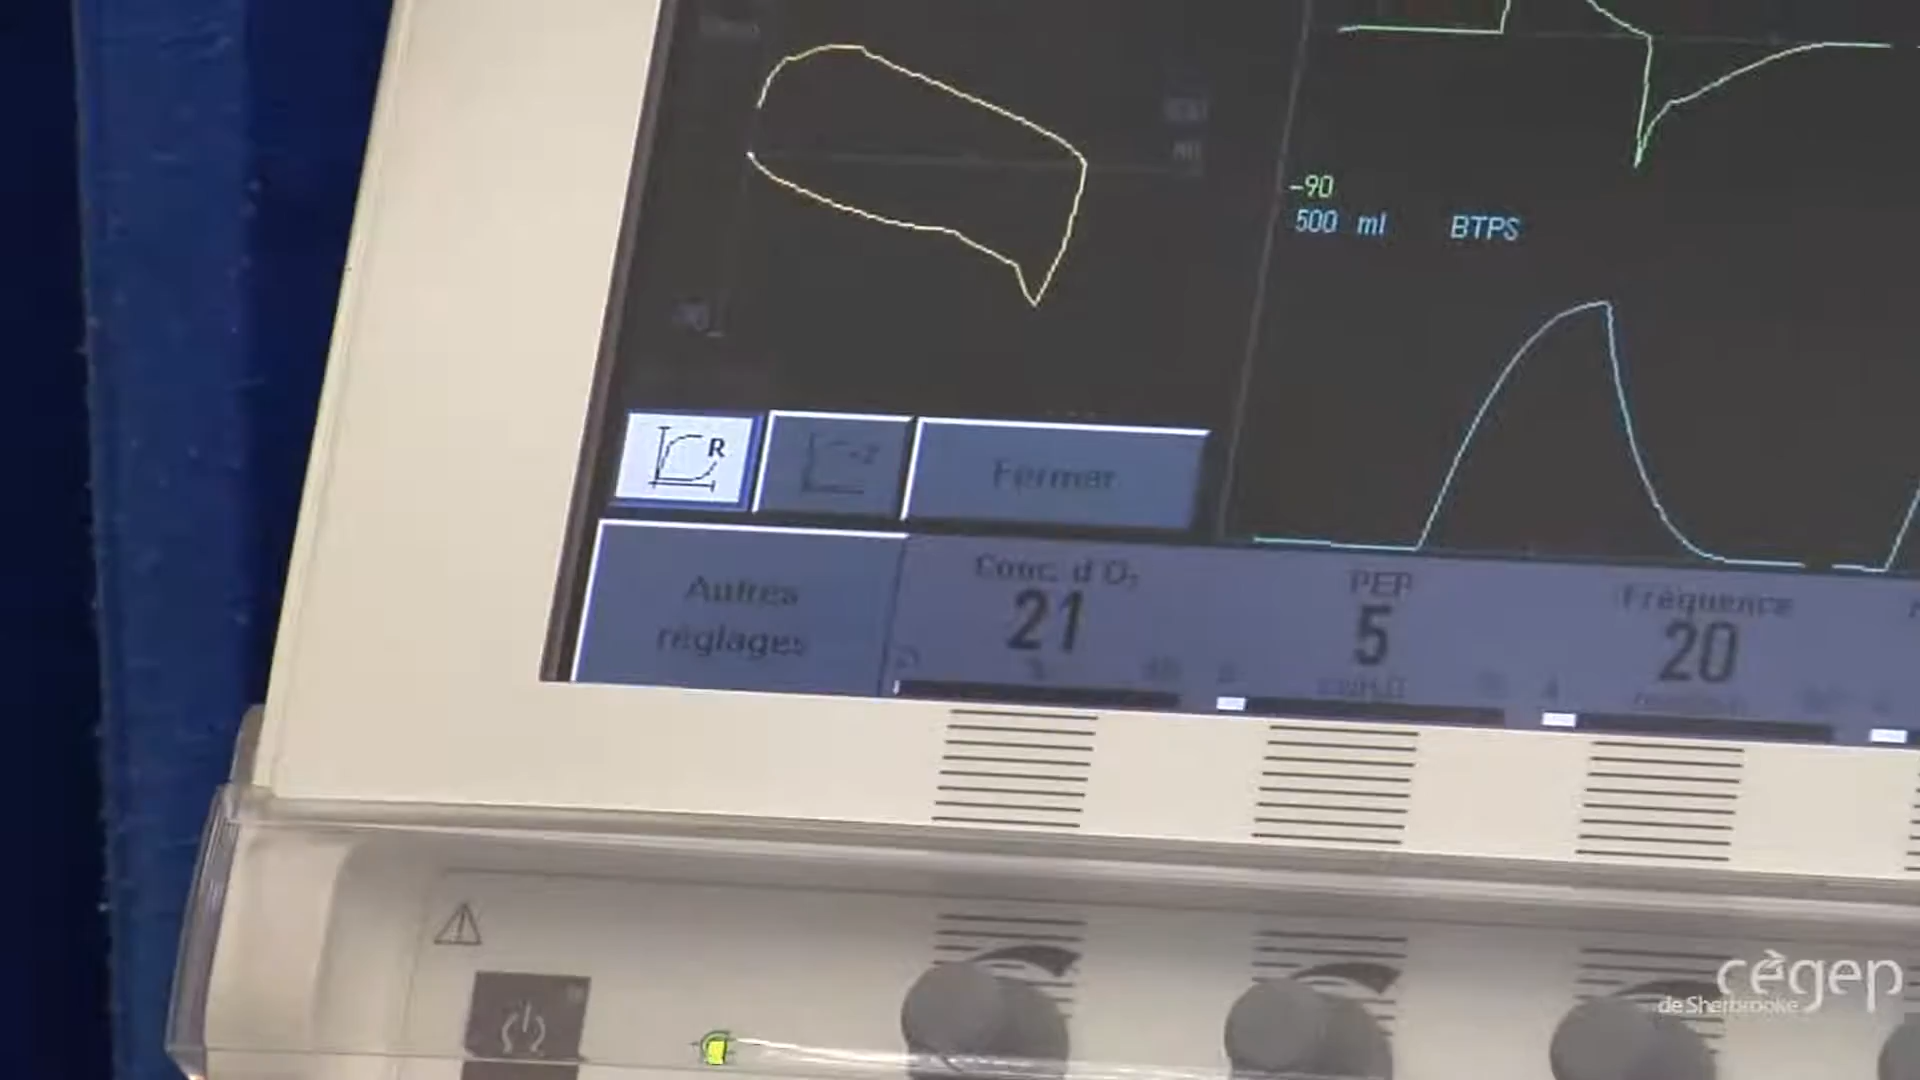 -90
500 ml BTPS
R
Fermer
Autres
réglages
Conc. d'O₂
21
%
PEP
5
Fréquence
20
cègep
de Sherbrooke